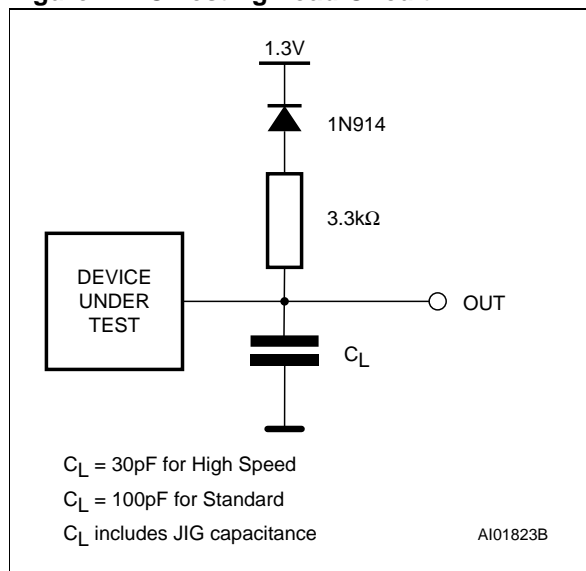 1.3V
1N914
3.3kΩ
DEVICE
UNDER
TEST
OUT
CL
CL = 30pF for High Speed
CL = 100pF for Standard
CL includes JIG capacitance
AI01823B